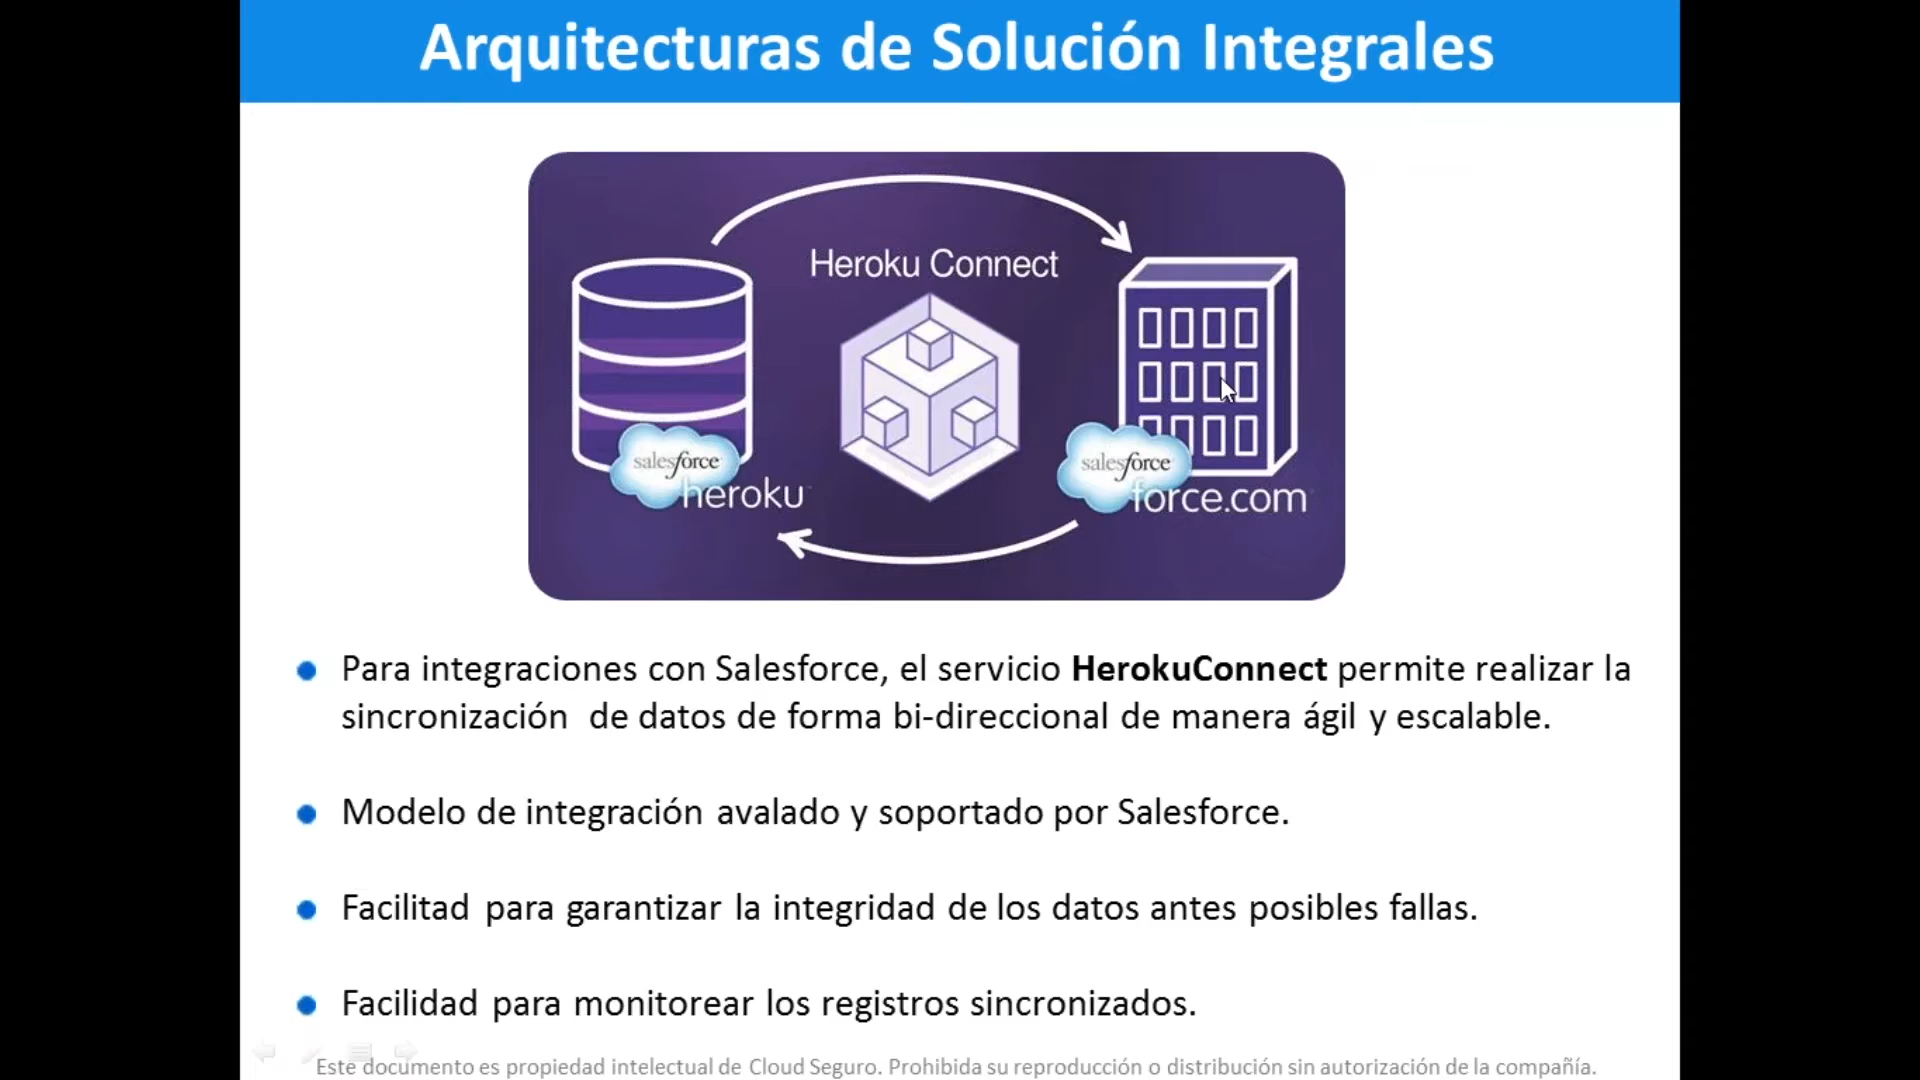 Arquitecturas de Solución Integrales
Heroku Connect
salesforce
heroku
salesforce
force.com
Para integraciones con Salesforce, el servicio HerokuConnect permite realizar la
sincronización de datos de forma bi-direccional de manera ágil y escalable.
Modelo de integración avalado y soportado por Salesforce.
Facilitad para garantizar la integridad de los datos antes posibles fallas.
Facilidad para monitorear los registros sincronizados.
Este documento es propiedad intelectual de Cloud Seguro. Prohibida su reproducción o distribución sin autorización de la compañía.